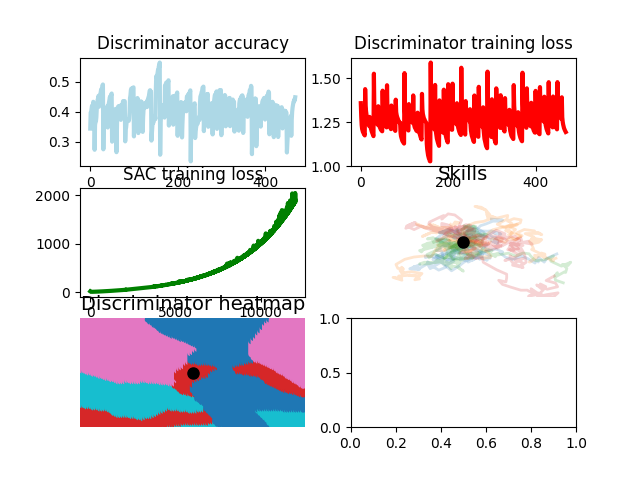 Discriminator accuracy
0.5
0.4
0.3
0 200 400
Discriminator training loss
1.50
1.25
1.00
0 200 400
SAC training loss
2000
1000
0
0 5000 10000
Skills
Discriminator heatmap
1.0
0.5
0.0
0.0 0.2 0.4 0.6 0.8 1.0